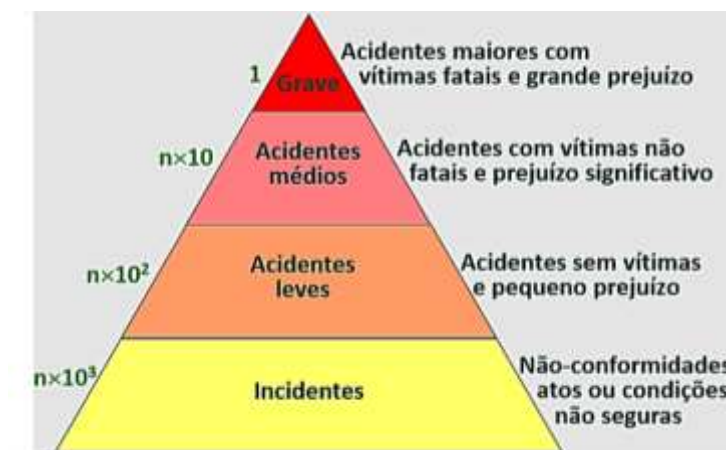 1
Grave
Acidentes maiores com
vítimas fatais e grande prejuízo
n×10
Acidentes
médios
Acidentes com vítimas não
fatais e prejuízo significativo
n×10²
Acidentes
leves
Acidentes sem vítimas
e pequeno prejuízo
n×10³
Incidentes
Não-conformidades
atos ou condições
não seguras